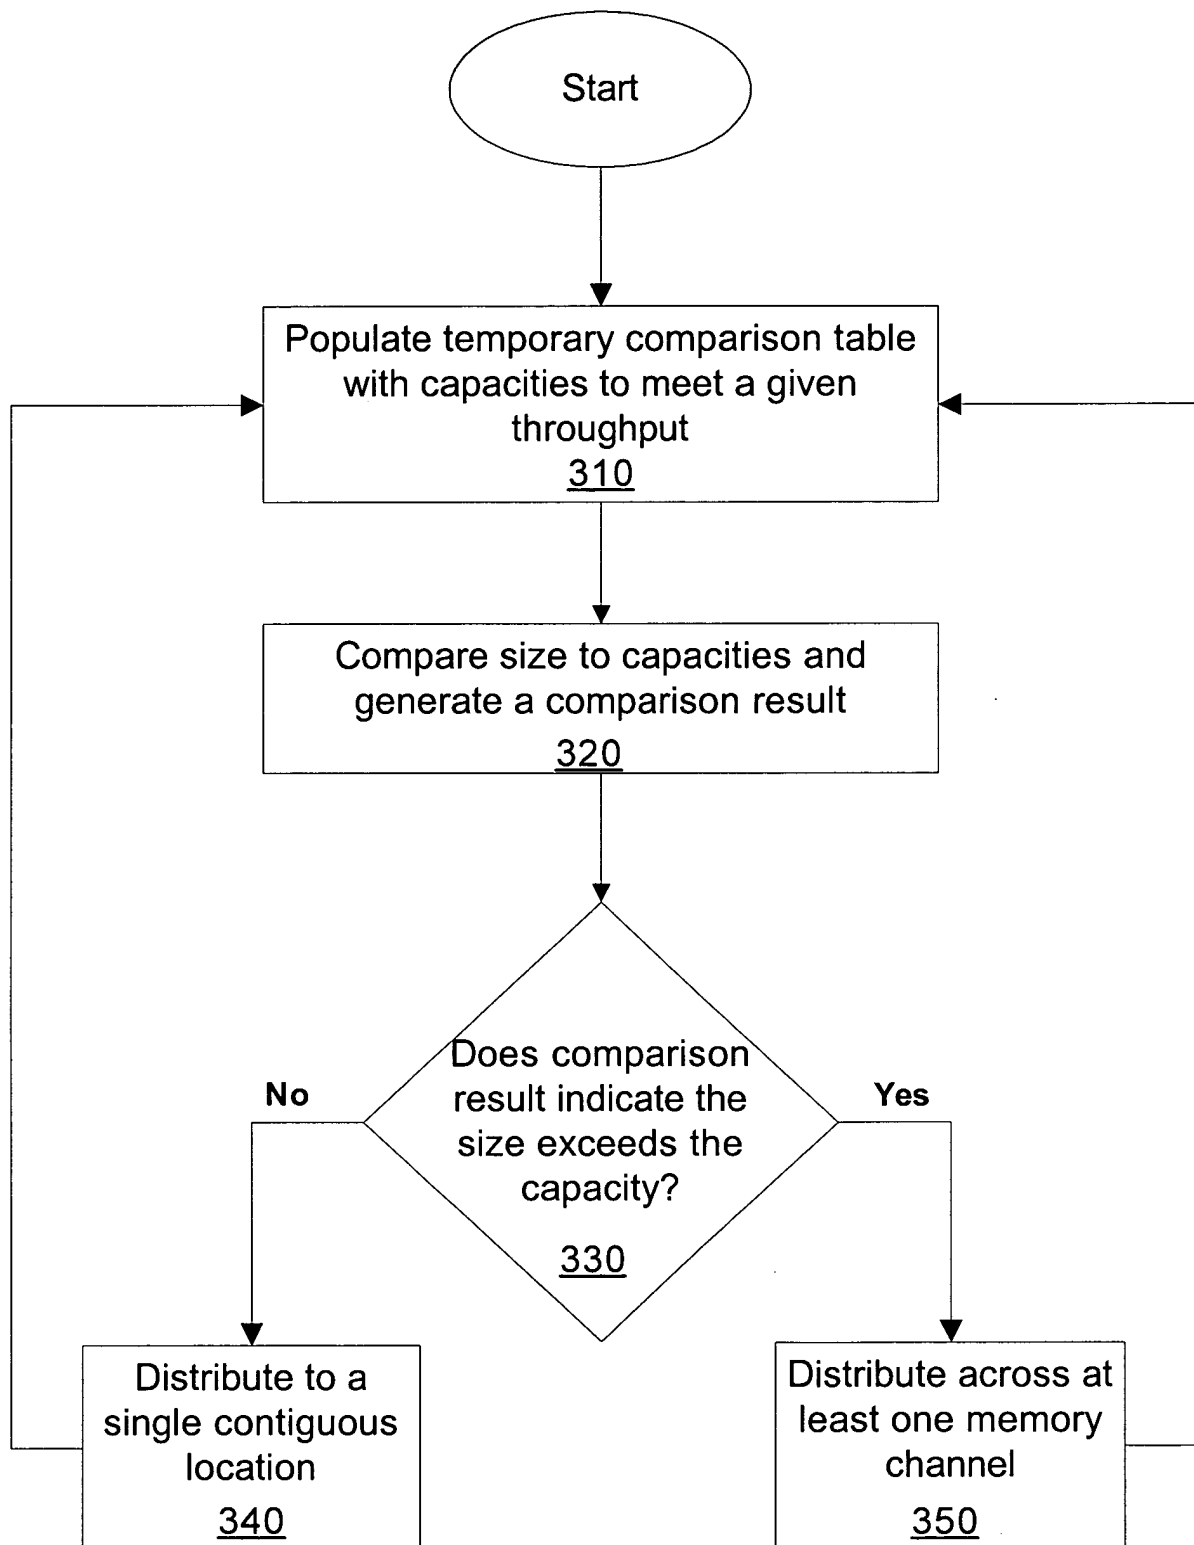 Start
Populate temporary comparison table
with capacities to meet a given
throughput
310
Compare size to capacities and
generate a comparison result
320
Does comparison
result indicate the
size exceeds the
capacity?
330
No
Yes
Distribute to a
single contiguous
location
340
Distribute across at
least one memory
channel
350